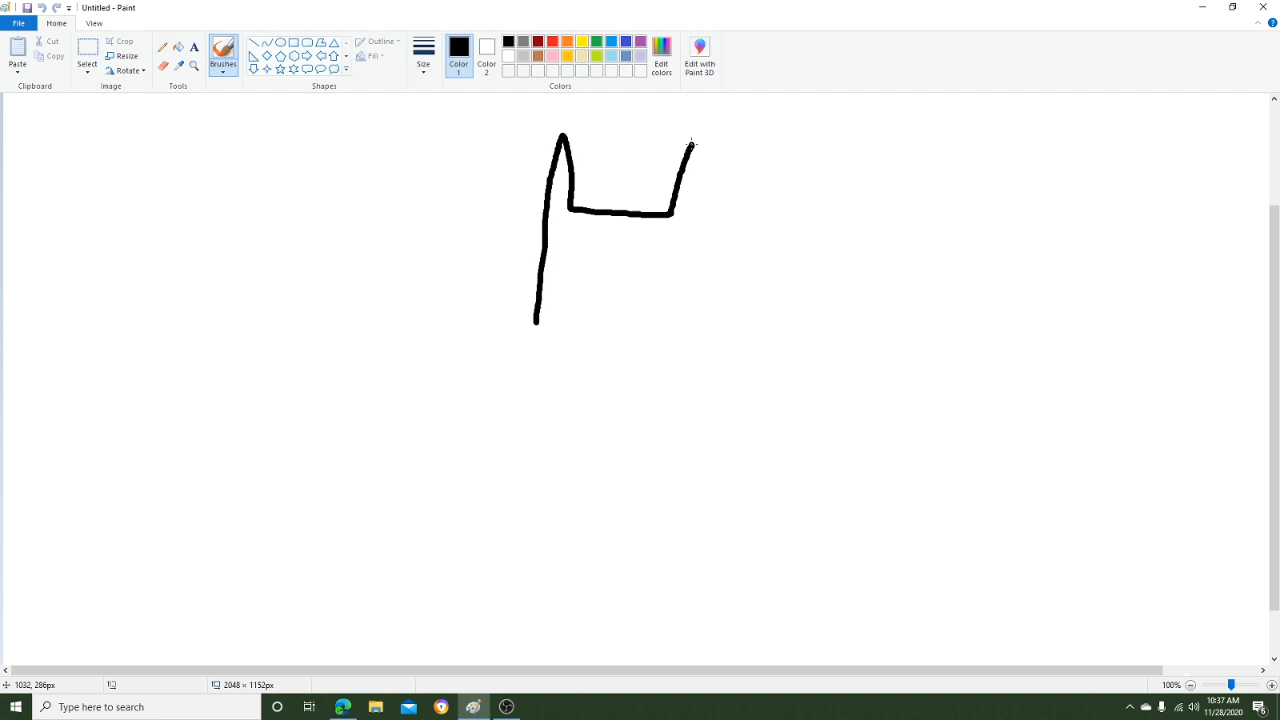 Untitled - Paint
File Home View
Paste Cut Copy Clipboard
Select Crop Resize Rotate Image
A Tools
Brushes
Shapes
Outline Fill
Size
Color 1 Color 2 Colors
Edit colors
Edit with Paint 3D
1032, 286px 2048 × 1152px 100%
Type here to search
10:37 AM
11/28/2020
6